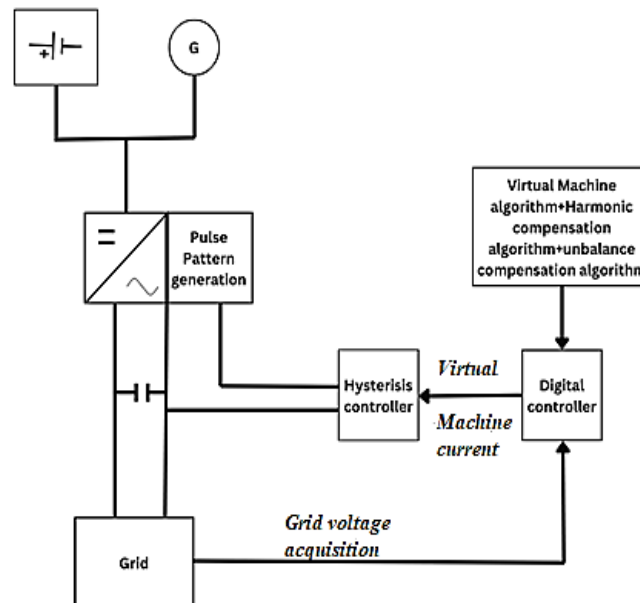 G
Pulse
Pattern
generation
Virtual Machine
algorithm+Harmonic
compensation
algorithm+unbalance
compensation algorithm
Hysterisis
controller
Virtual
Machine
current
Digital
controller
Grid voltage
acquisition
Grid